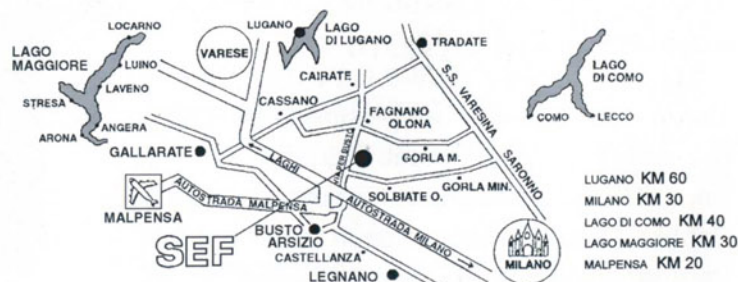 LOCARNO
LUGANO
LAGO
DI LUGANO
LAGO
MAGGIORE
VARESE
TRADATE
LUINO
CAIRATE
LAGO
DI COMO
LAVENO
STRESA
CASSANO
S.S. VARESINA SARONNO
FAGNANO
OLONA
COMO
LECCO
ANGERA
ARONA
GALLARATE
LAGHI
VIA PER BUSTO
GORLA M.
GORLA MIN.
SOLBIATE O.
AUTOSTRADA MALPENSA
MALPENSA
AUTOSTRADA MILANO
SEF
BUSTO
ARSIZIO
CASTELLANZA
LEGNANO
MILANO
LUGANO KM 60
MILANO KM 30
LAGO DI COMO KM 40
LAGO MAGGIORE KM 30
MALPENSA KM 20